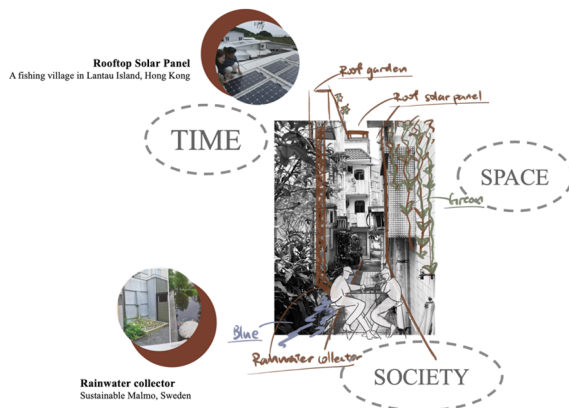 Rooftop Solar Panel
A fishing village in Lantau Island, Hong Kong
Roof garden
Roof solar panel
TIME
SPACE
Green
Blue
Rainwater collector
SOCIETY
Rainwater collector
Sustainable Malmo, Sweden